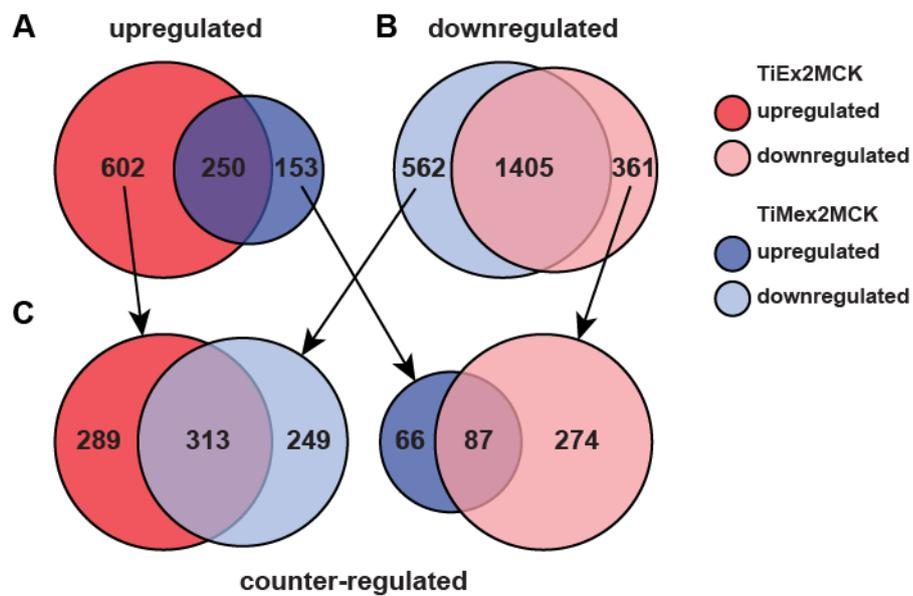 A upregulated
B downregulated
602 250 153
562 1405 361
TiEx2MCK
upregulated
downregulated
TiMex2MCK
upregulated
downregulated
C
289 313 249
66 87 274
counter-regulated